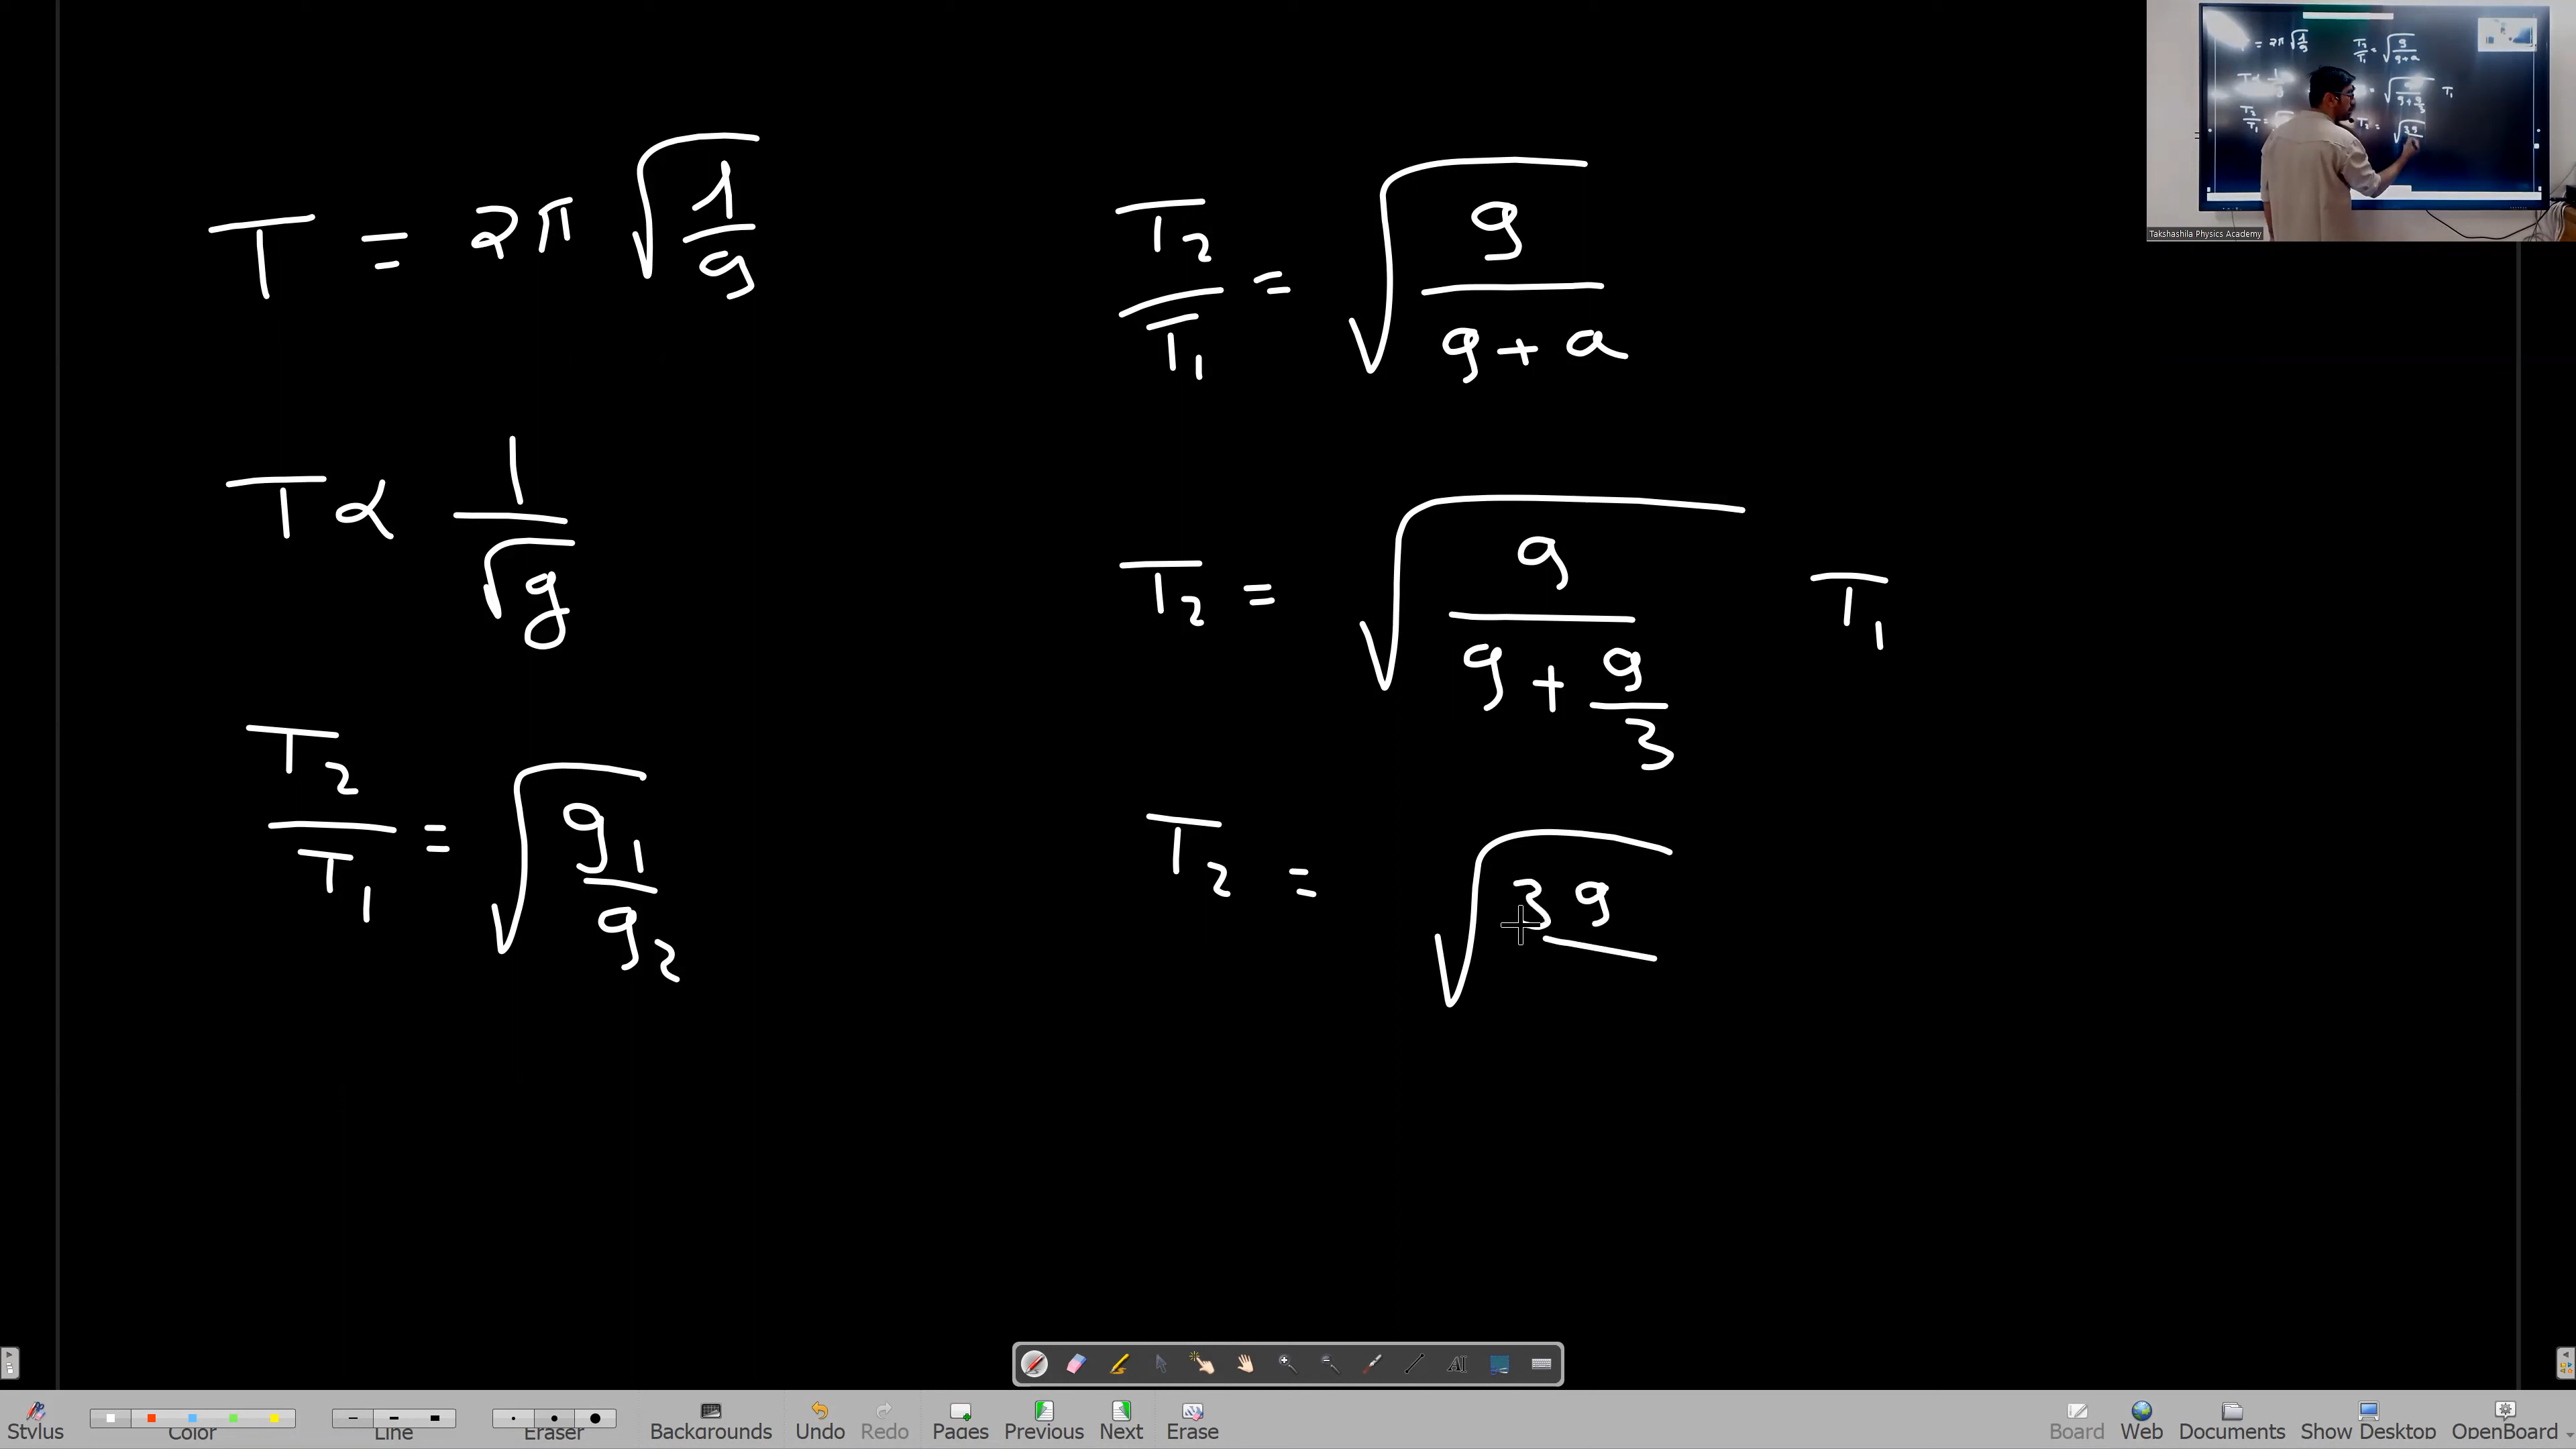 T = 2π √(1/g)
T ∝ 1/√g
T2/T1 = √(g1/g2)
T2/T1 = √(g/(g + a))
T2 = √(g/(g + g/3)) T1
T2 = √(3g
Takshashila Physics Academy
Stylus Color Line Eraser Backgrounds Undo Redo Pages Previous Next Erase Board Web Documents Show Desktop OpenBoard